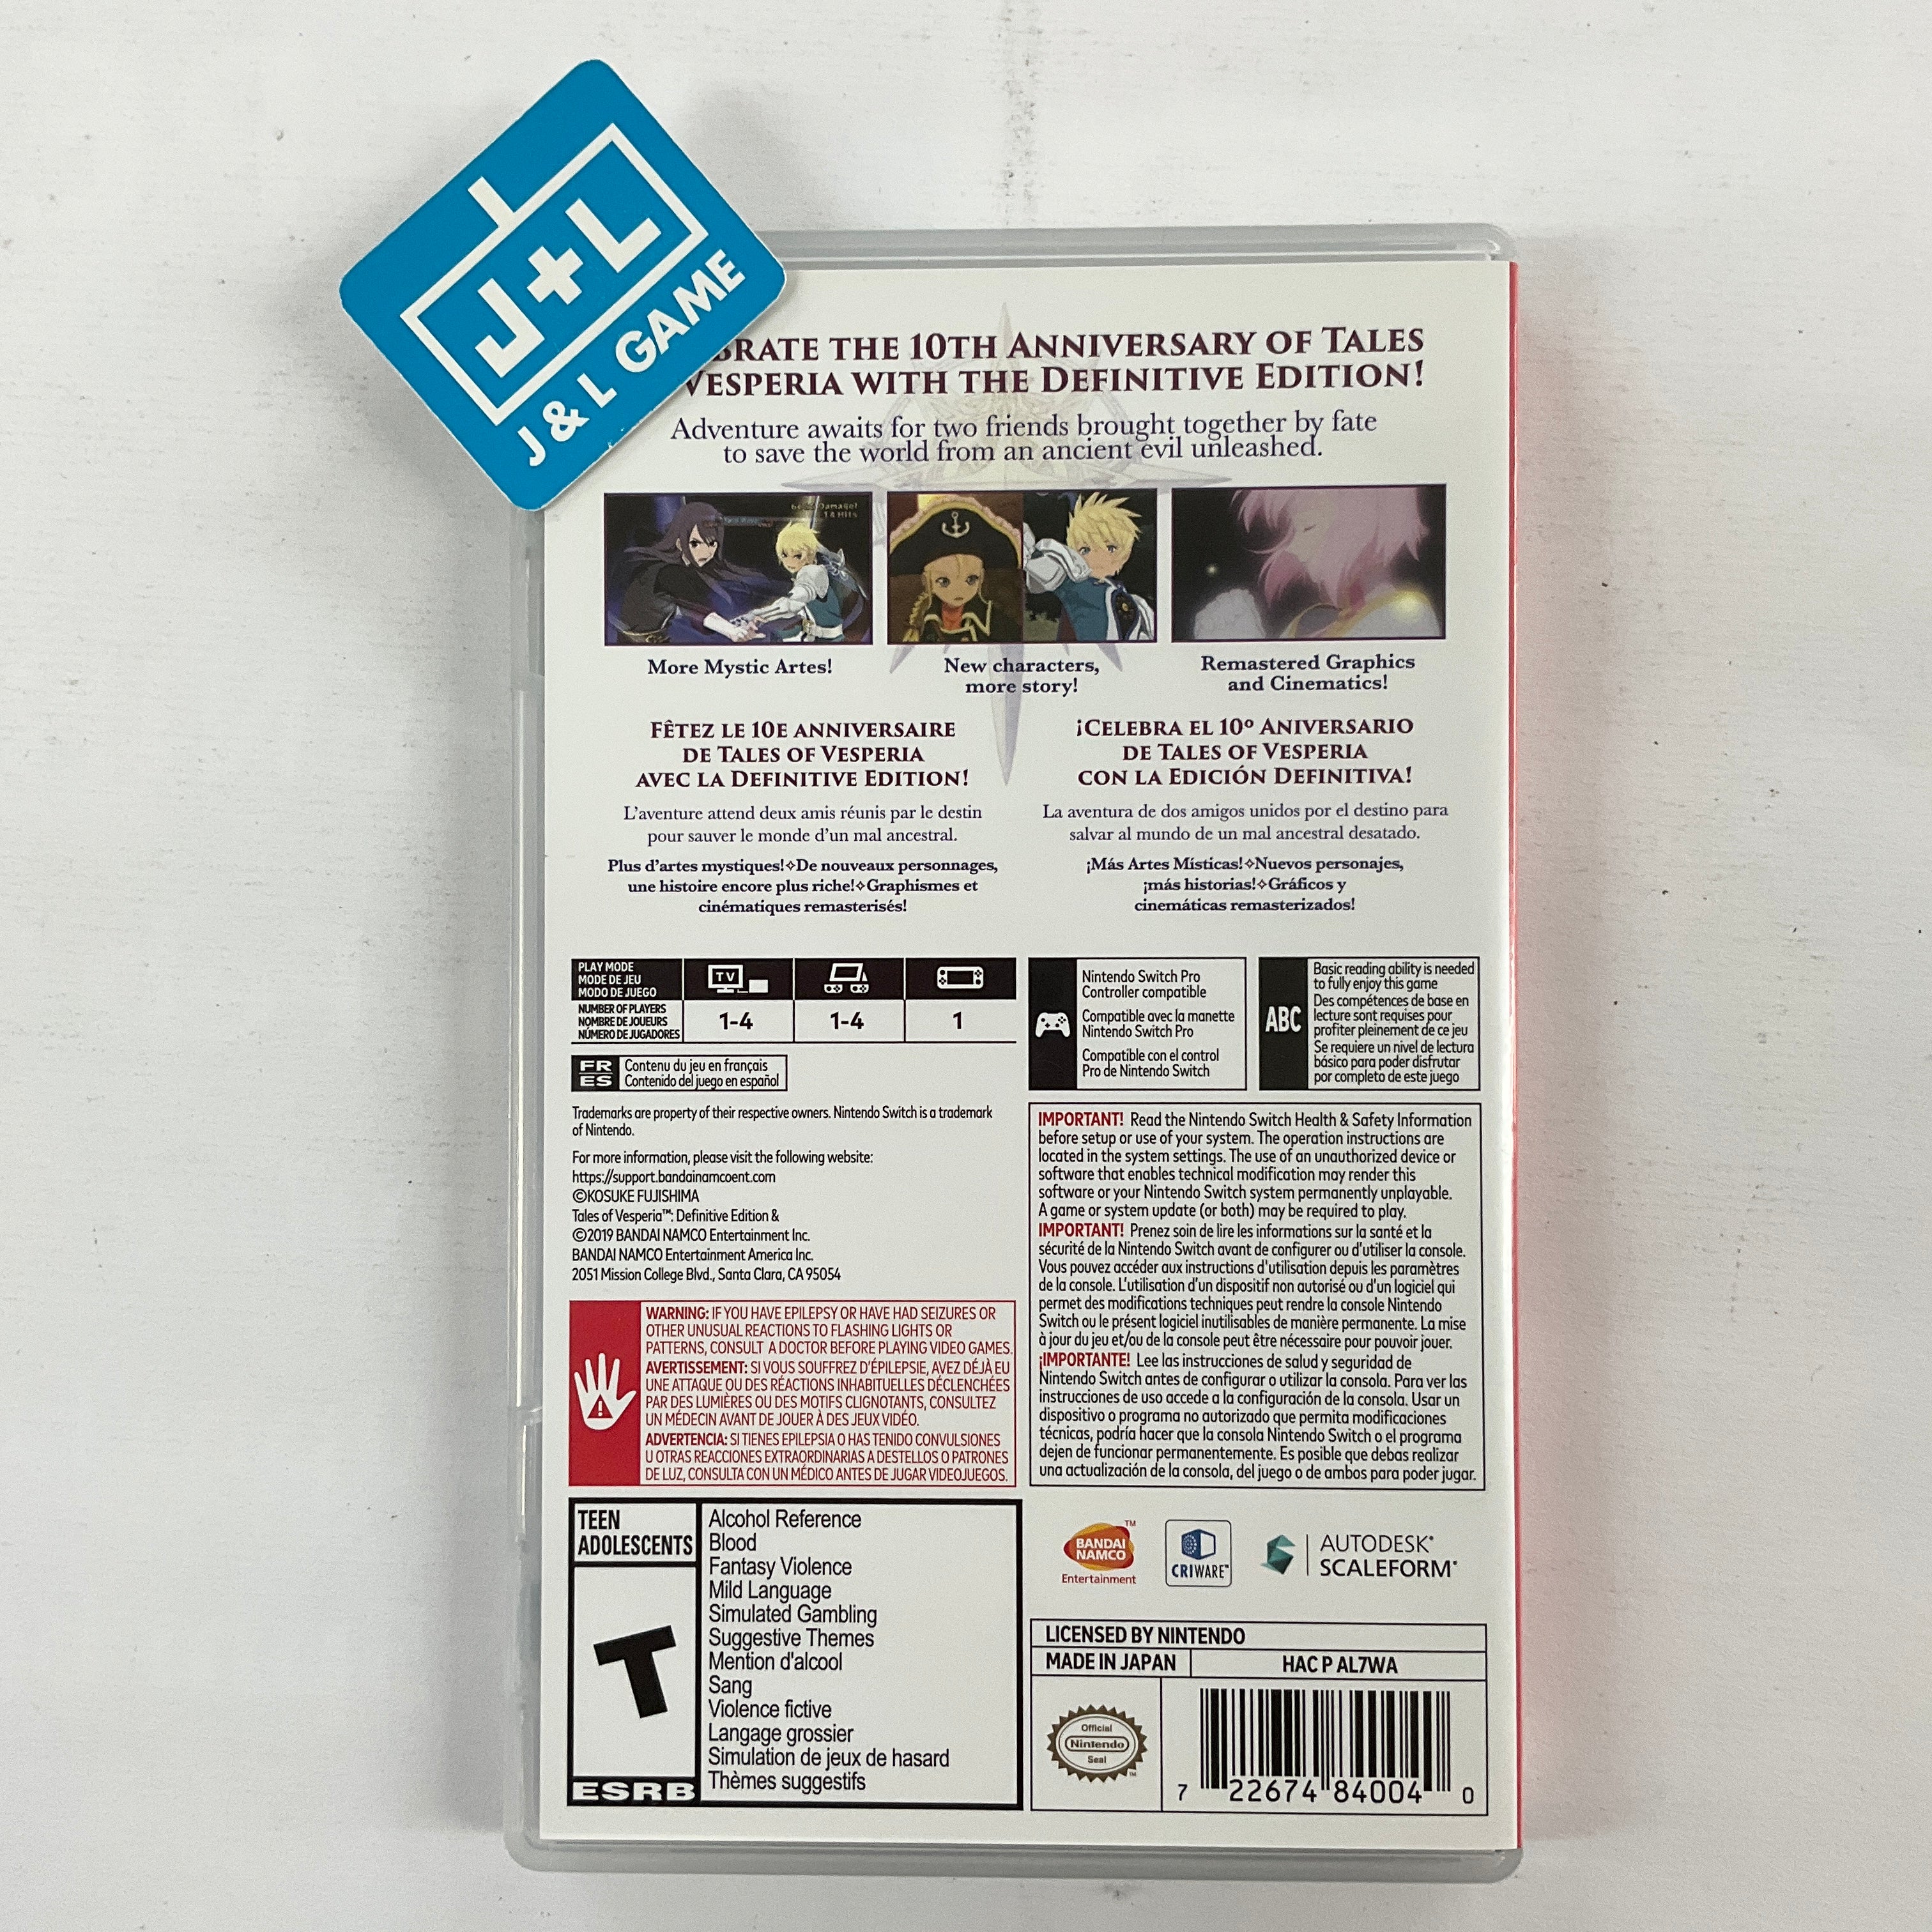 J+L
J & L GAME
THE 10TH ANNIVERSARY OF TALES
VESPERIA WITH THE DEFINITIVE EDITION!
Adventure awaits for two friends brought together by fate
to save the world from an ancient evil unleashed.
More Mystic Artes!
New characters,
more story!
Remastered Graphics
and Cinematics!
FÊTEZ LE 10E ANNIVERSAIRE
DE TALES OF VESPERIA
AVEC LA DEFINITIVE EDITION!
L'aventure attend deux amis réunis par le destin
pour sauver le monde d'un mal ancestral.
Plus d'artes mystiques!✧De nouveaux personnages,
une histoire encore plus riche!✧Graphismes et
cinématiques remasterisés!
¡CELEBRA EL 10º ANIVERSARIO
DE TALES OF VESPERIA
CON LA EDICIÓN DEFINITIVA!
La aventura de dos amigos unidos por el destino para
salvar al mundo de un mal ancestral desatado.
¡Más Artes Místicas!✧Nuevos personajes,
¡más historias!✧Gráficos y
cinemáticas remasterizados!
PLAY MODE
MODE DE JEU
MODO DE JUEGO
TV
NUMBER OF PLAYERS
NOMBRE DE JOUEURS
NÚMERO DE JUGADORES
1-4 1-4 1
FR ES
Contenu du jeu en français
Contenido del juego en español
Nintendo Switch Pro
Controller compatible
Compatible avec la manette
Nintendo Switch Pro
Compatible con el control
Pro de Nintendo Switch
ABC
Basic reading ability is needed
to fully enjoy this game
Des compétences de base en
lecture sont requises pour
profiter pleinement de ce jeu
Se requiere un nivel de lectura
básico para poder disfrutar
por completo de este juego
Trademarks are property of their respective owners. Nintendo Switch is a trademark
of Nintendo.
For more information, please visit the following website:
https://support.bandainamcoent.com
©KOSUKE FUJISHIMA
Tales of Vesperia™: Definitive Edition &
©2019 BANDAI NAMCO Entertainment Inc.
BANDAI NAMCO Entertainment America Inc.
2051 Mission College Blvd., Santa Clara, CA 95054
WARNING: IF YOU HAVE EPILEPSY OR HAVE HAD SEIZURES OR
OTHER UNUSUAL REACTIONS TO FLASHING LIGHTS OR
PATTERNS, CONSULT A DOCTOR BEFORE PLAYING VIDEO GAMES.
AVERTISSEMENT: SI VOUS SOUFFREZ D'ÉPILEPSIE, AVEZ DÉJÀ EU
UNE ATTAQUE OU DES RÉACTIONS INHABITUELLES DÉCLENCHÉES
PAR DES LUMIÈRES OU DES MOTIFS CLIGNOTANTS, CONSULTEZ
UN MÉDECIN AVANT DE JOUER À DES JEUX VIDÉO.
ADVERTENCIA: SI TIENES EPILEPSIA O HAS TENIDO CONVULSIONES
U OTRAS REACCIONES EXTRAORDINARIAS A DESTELLOS O PATRONES
DE LUZ, CONSULTA CON UN MÉDICO ANTES DE JUGAR VIDEOJUEGOS.
IMPORTANT! Read the Nintendo Switch Health & Safety Information
before setup or use of your system. The operation instructions are
located in the system settings. The use of an unauthorized device or
software that enables technical modification may render this
software or your Nintendo Switch system permanently unplayable.
A game or system update (or both) may be required to play.
IMPORTANT! Prenez soin de lire les informations sur la santé et la
sécurité de la Nintendo Switch avant de configurer ou d'utiliser la console.
Vous pouvez accéder aux instructions d'utilisation depuis les paramètres
de la console. L'utilisation d'un dispositif non autorisé ou d'un logiciel qui
permet des modifications techniques peut rendre la console Nintendo
Switch ou le présent logiciel inutilisables de manière permanente. La mise
à jour du jeu et/ou de la console peut être nécessaire pour pouvoir jouer.
¡IMPORTANTE! Lee las instrucciones de salud y seguridad de
Nintendo Switch antes de configurar o utilizar la consola. Para ver las
instrucciones de uso accede a la configuración de la consola. Usar un
dispositivo o programa no autorizado que permita modificaciones
técnicas, podría hacer que la consola Nintendo Switch o el programa
dejen de funcionar permanentemente. Es posible que debas realizar
una actualización de la consola, del juego o de ambos para poder jugar.
TEEN
ADOLESCENTS
T
ESRB
Alcohol Reference
Blood
Fantasy Violence
Mild Language
Simulated Gambling
Suggestive Themes
Mention d'alcool
Sang
Violence fictive
Langage grossier
Simulation de jeux de hasard
Thèmes suggestifs
BANDAI
NAMCO
Entertainment
CRIWARE™
AUTODESK®
SCALEFORM®
LICENSED BY NINTENDO
MADE IN JAPAN
HAC P AL7WA
Official
Nintendo
Seal
7 22674 84004 0